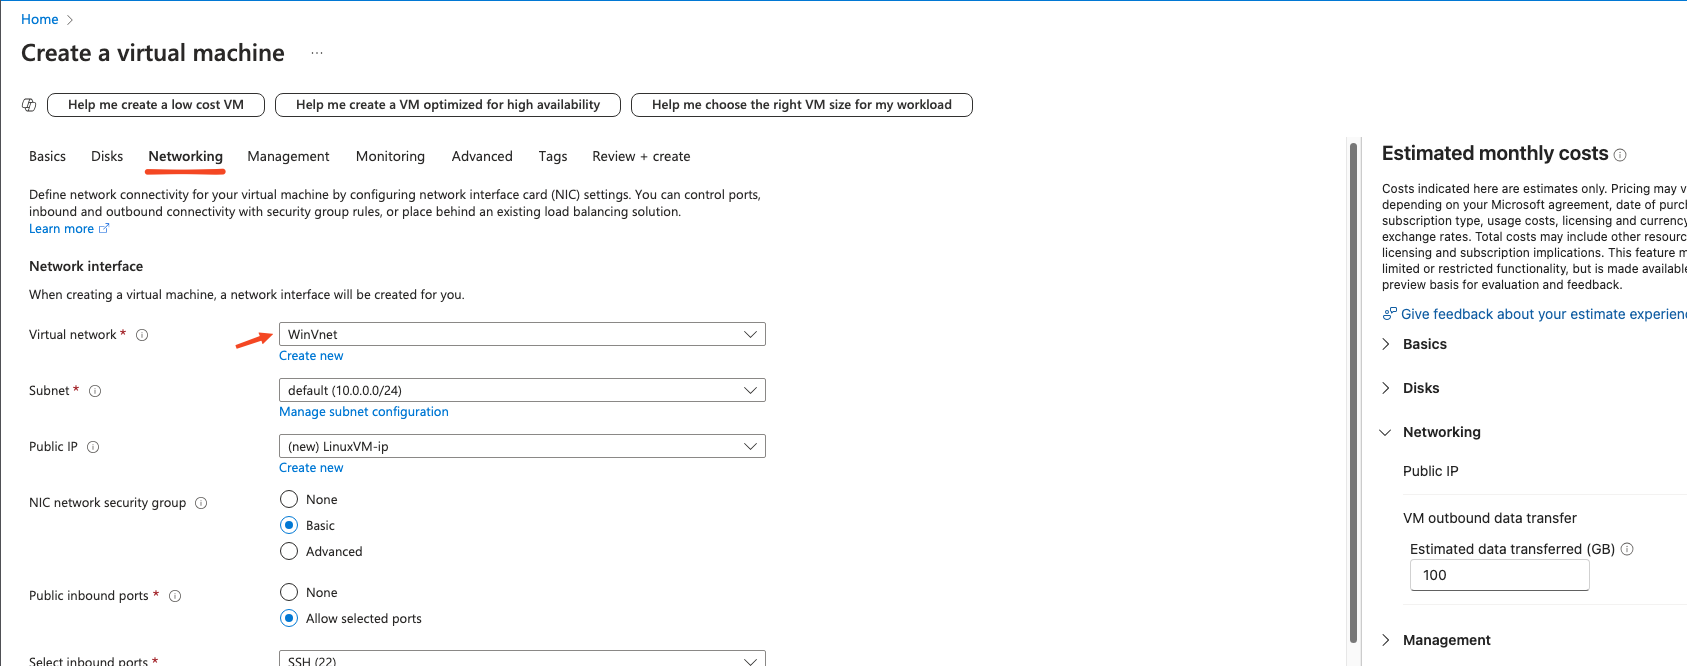 Home
Create a virtual machine ...
Help me create a low cost VM
Help me create a VM optimized for high availability
Help me choose the right VM size for my workload
Basics Disks Networking Management Monitoring Advanced Tags Review + create
Define network connectivity for your virtual machine by configuring network interface card (NIC) settings. You can control ports,
inbound and outbound connectivity with security group rules, or place behind an existing load balancing solution.
Learn more
Network interface
When creating a virtual machine, a network interface will be created for you.
Virtual network *
WinVnet
Create new
Subnet *
default (10.0.0.0/24)
Manage subnet configuration
Public IP
(new) LinuxVM-ip
Create new
NIC network security group
None
Basic
Advanced
Public inbound ports *
None
Allow selected ports
Select inbound ports *
SSH (22)
Estimated monthly costs
Costs indicated here are estimates only. Pricing may v
depending on your Microsoft agreement, date of purch
subscription type, usage costs, licensing and currency
exchange rates. Total costs may include other resourc
licensing and subscription implications. This feature m
limited or restricted functionality, but is made available
preview basis for evaluation and feedback.
Give feedback about your estimate experien
Basics
Disks
Networking
Public IP
VM outbound data transfer
Estimated data transferred (GB)
100
Management